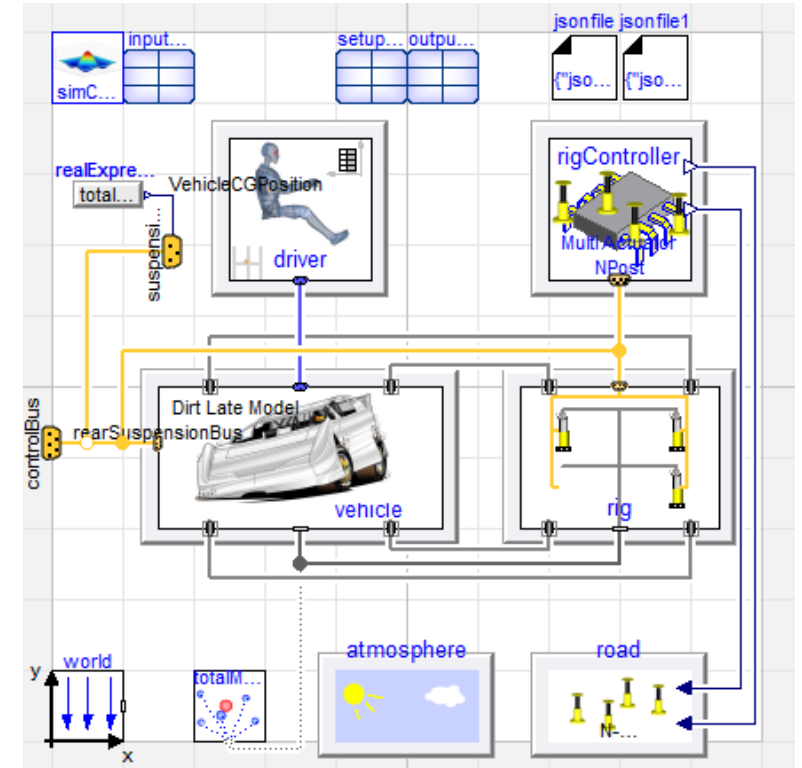 jsonfile jsonfile1
input...
setup... outpu...
simC...
{"jso...
{"jso...
realExpre...
total...
VehicleCGPosition
driver
rigController
MultiActuator
NPost
suspensi...
controlBus
Dirt Late Model
rearSuspensionBus
vehicle
rig
world
y
x
totalM...
atmosphere
road
N-...